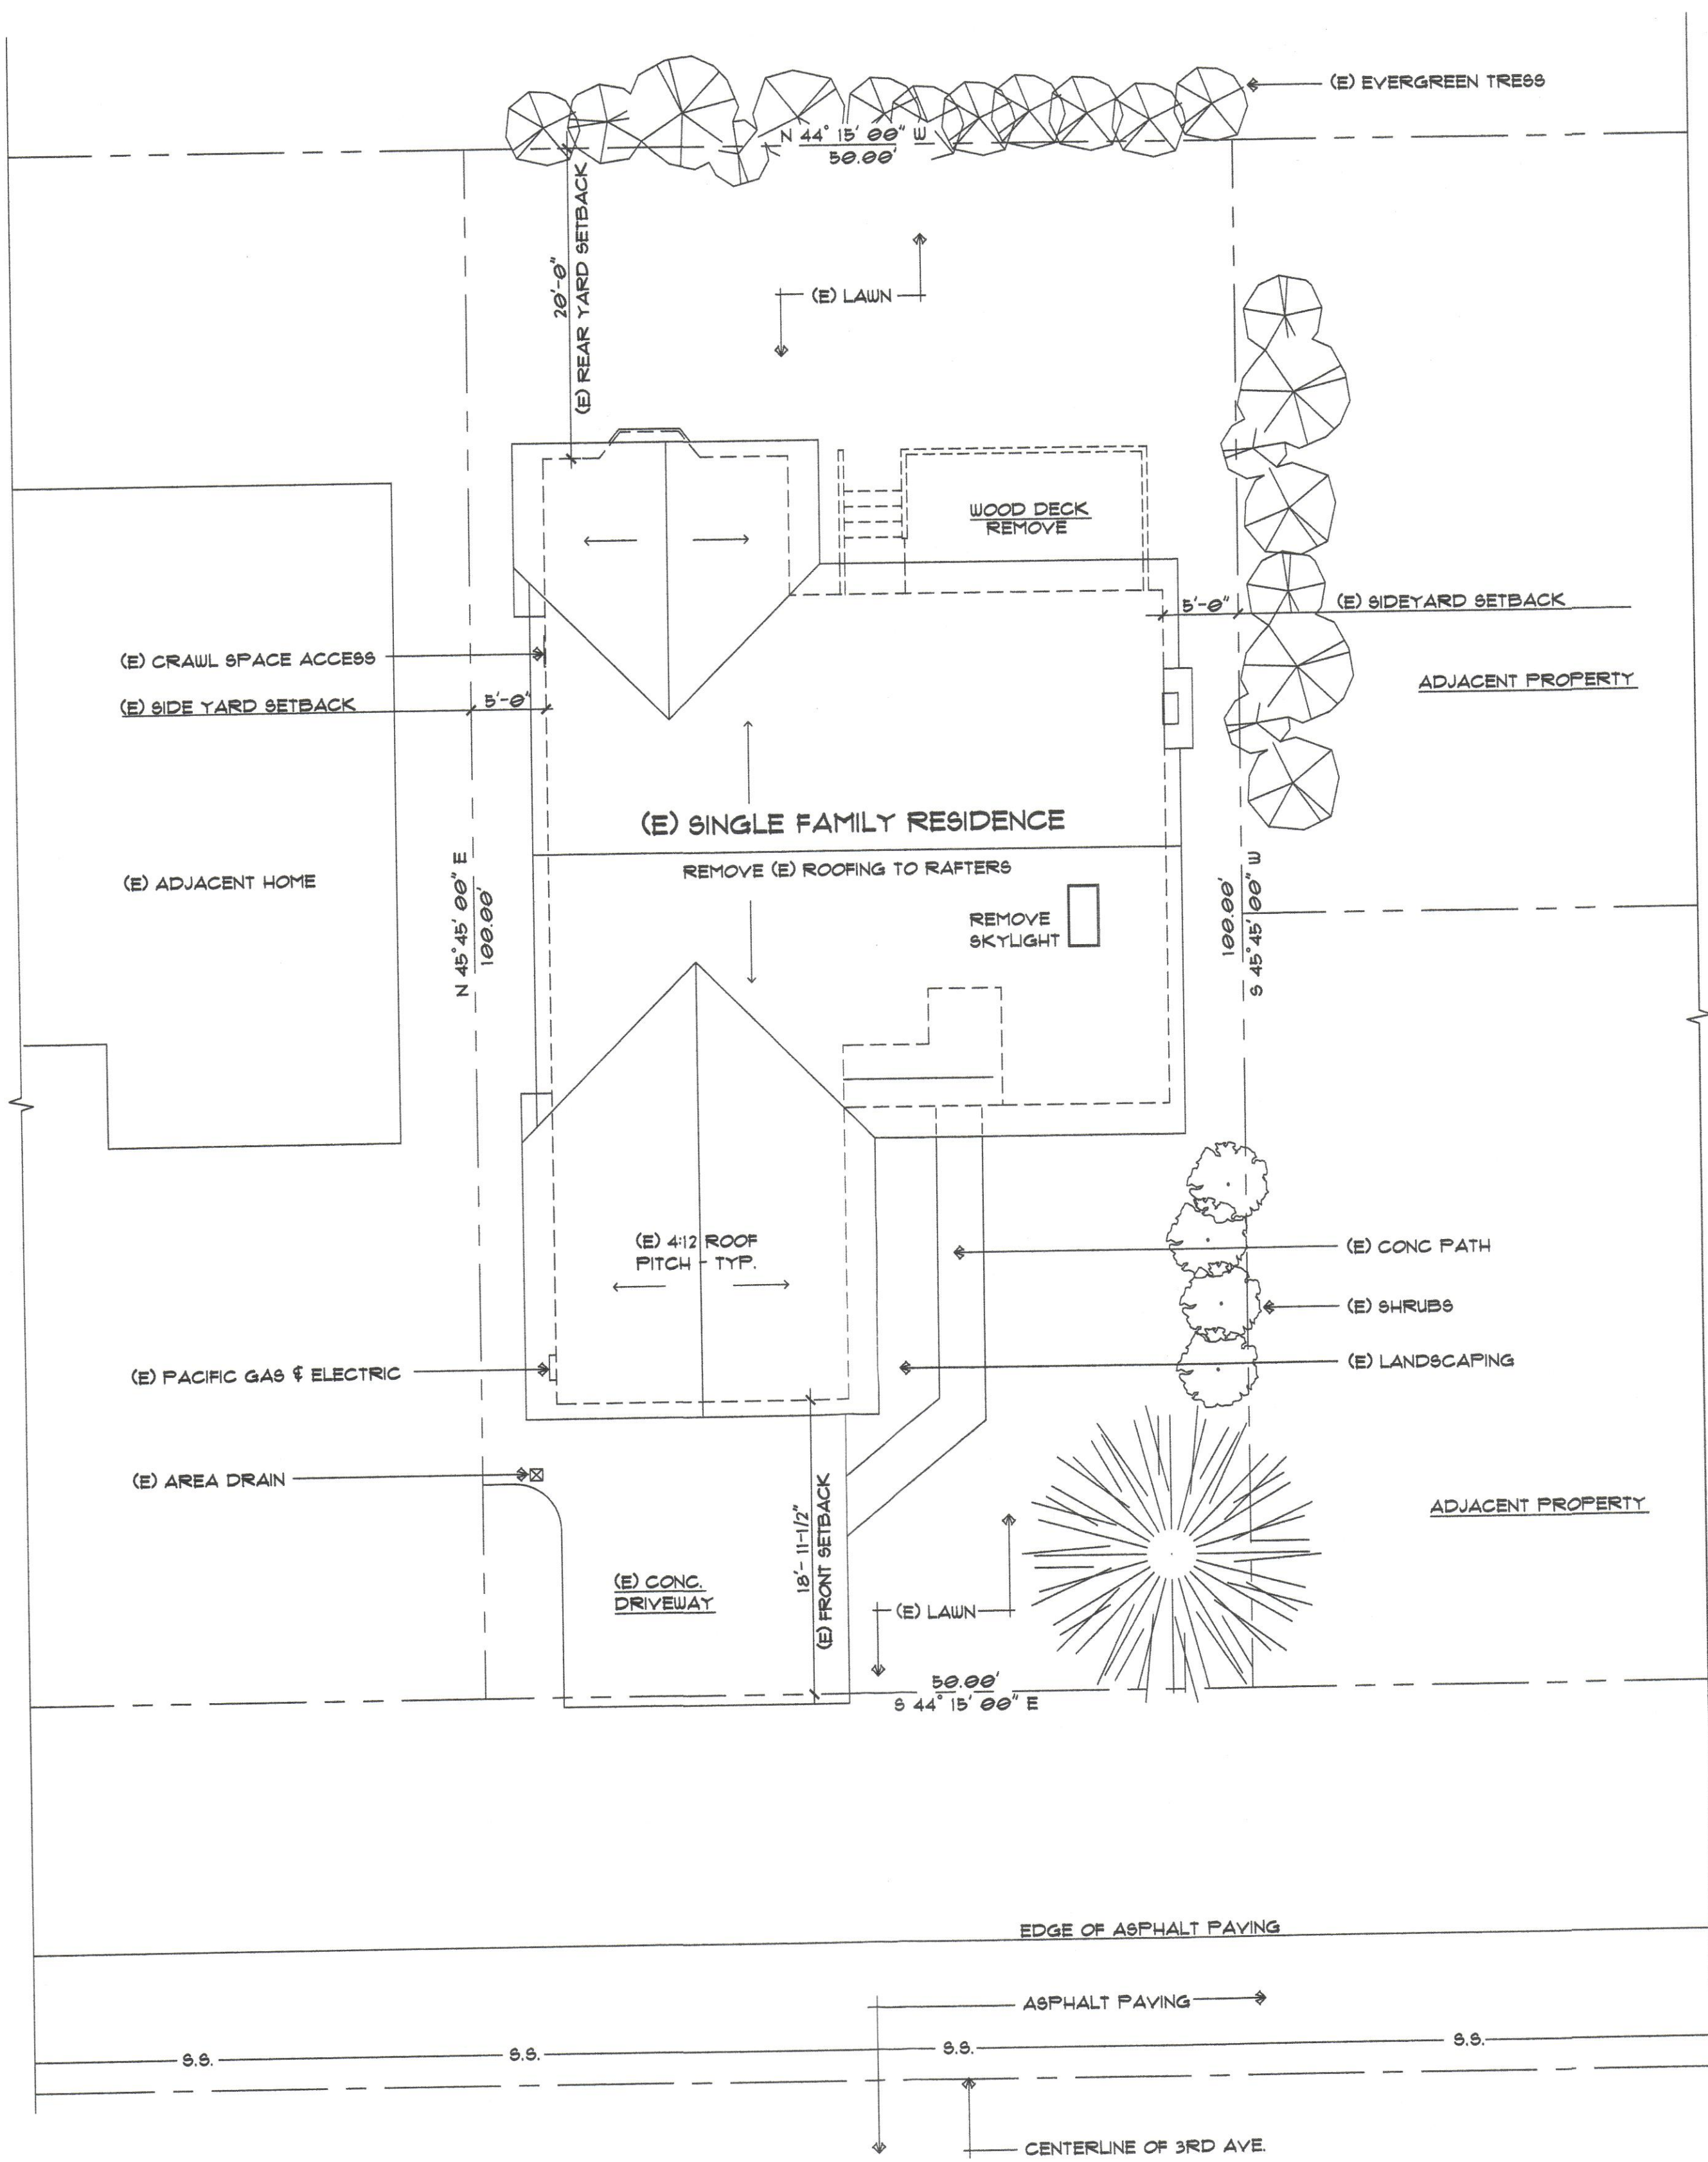 (E) EVERGREEN TRESS
N 44° 15' 00" W
50.00'
20'-0"
(E) REAR YARD SETBACK
(E) LAWN
WOOD DECK
REMOVE
5'-0"
(E) SIDEYARD SETBACK
(E) CRAWL SPACE ACCESS
(E) SIDE YARD SETBACK
5'-0"
ADJACENT PROPERTY
(E) SINGLE FAMILY RESIDENCE
REMOVE (E) ROOFING TO RAFTERS
(E) ADJACENT HOME
N 45° 45' 00" E
100.00'
REMOVE
SKYLIGHT
100.00'
S 45° 45' 00" W
(E) 4:12 ROOF
PITCH - TYP.
(E) CONC PATH
(E) SHRUBS
(E) LANDSCAPING
(E) PACIFIC GAS & ELECTRIC
(E) AREA DRAIN
18'- 11-1/2"
(E) FRONT SETBACK
ADJACENT PROPERTY
(E) CONC.
DRIVEWAY
(E) LAWN
50.00'
S 44° 15' 00" E
EDGE OF ASPHALT PAVING
ASPHALT PAVING
S.S.
S.S.
S.S.
S.S.
CENTERLINE OF 3RD AVE.